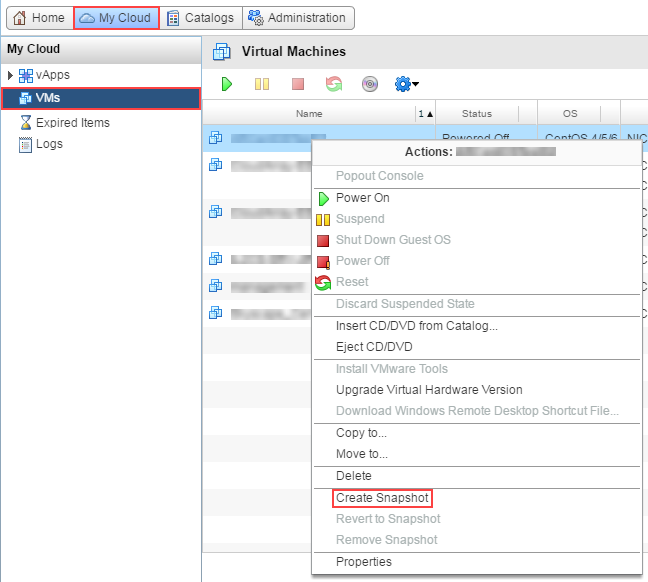 Home My Cloud Catalogs Administration
My Cloud
vApps
VMs
Expired Items
Logs
Virtual Machines
Name 1 ▲ Status OS
Powered Off CentOS 4/5/6 NIC
Actions:
Popout Console
Power On
Suspend
Shut Down Guest OS
Power Off
Reset
Discard Suspended State
Insert CD/DVD from Catalog...
Eject CD/DVD
Install VMware Tools
Upgrade Virtual Hardware Version
Download Windows Remote Desktop Shortcut File...
Copy to...
Move to...
Delete
Create Snapshot
Revert to Snapshot
Remove Snapshot
Properties